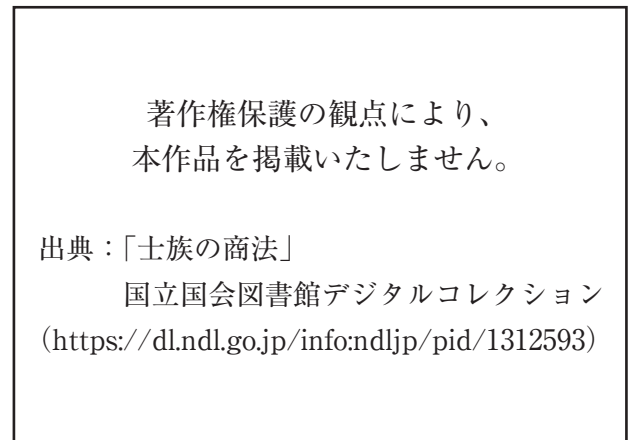 著作権保護の観点により、
本作品を掲載いたしません。
出典：「士族の商法」
国立国会図書館デジタルコレクション
(https://dl.ndl.go.jp/info:ndljp/pid/1312593)